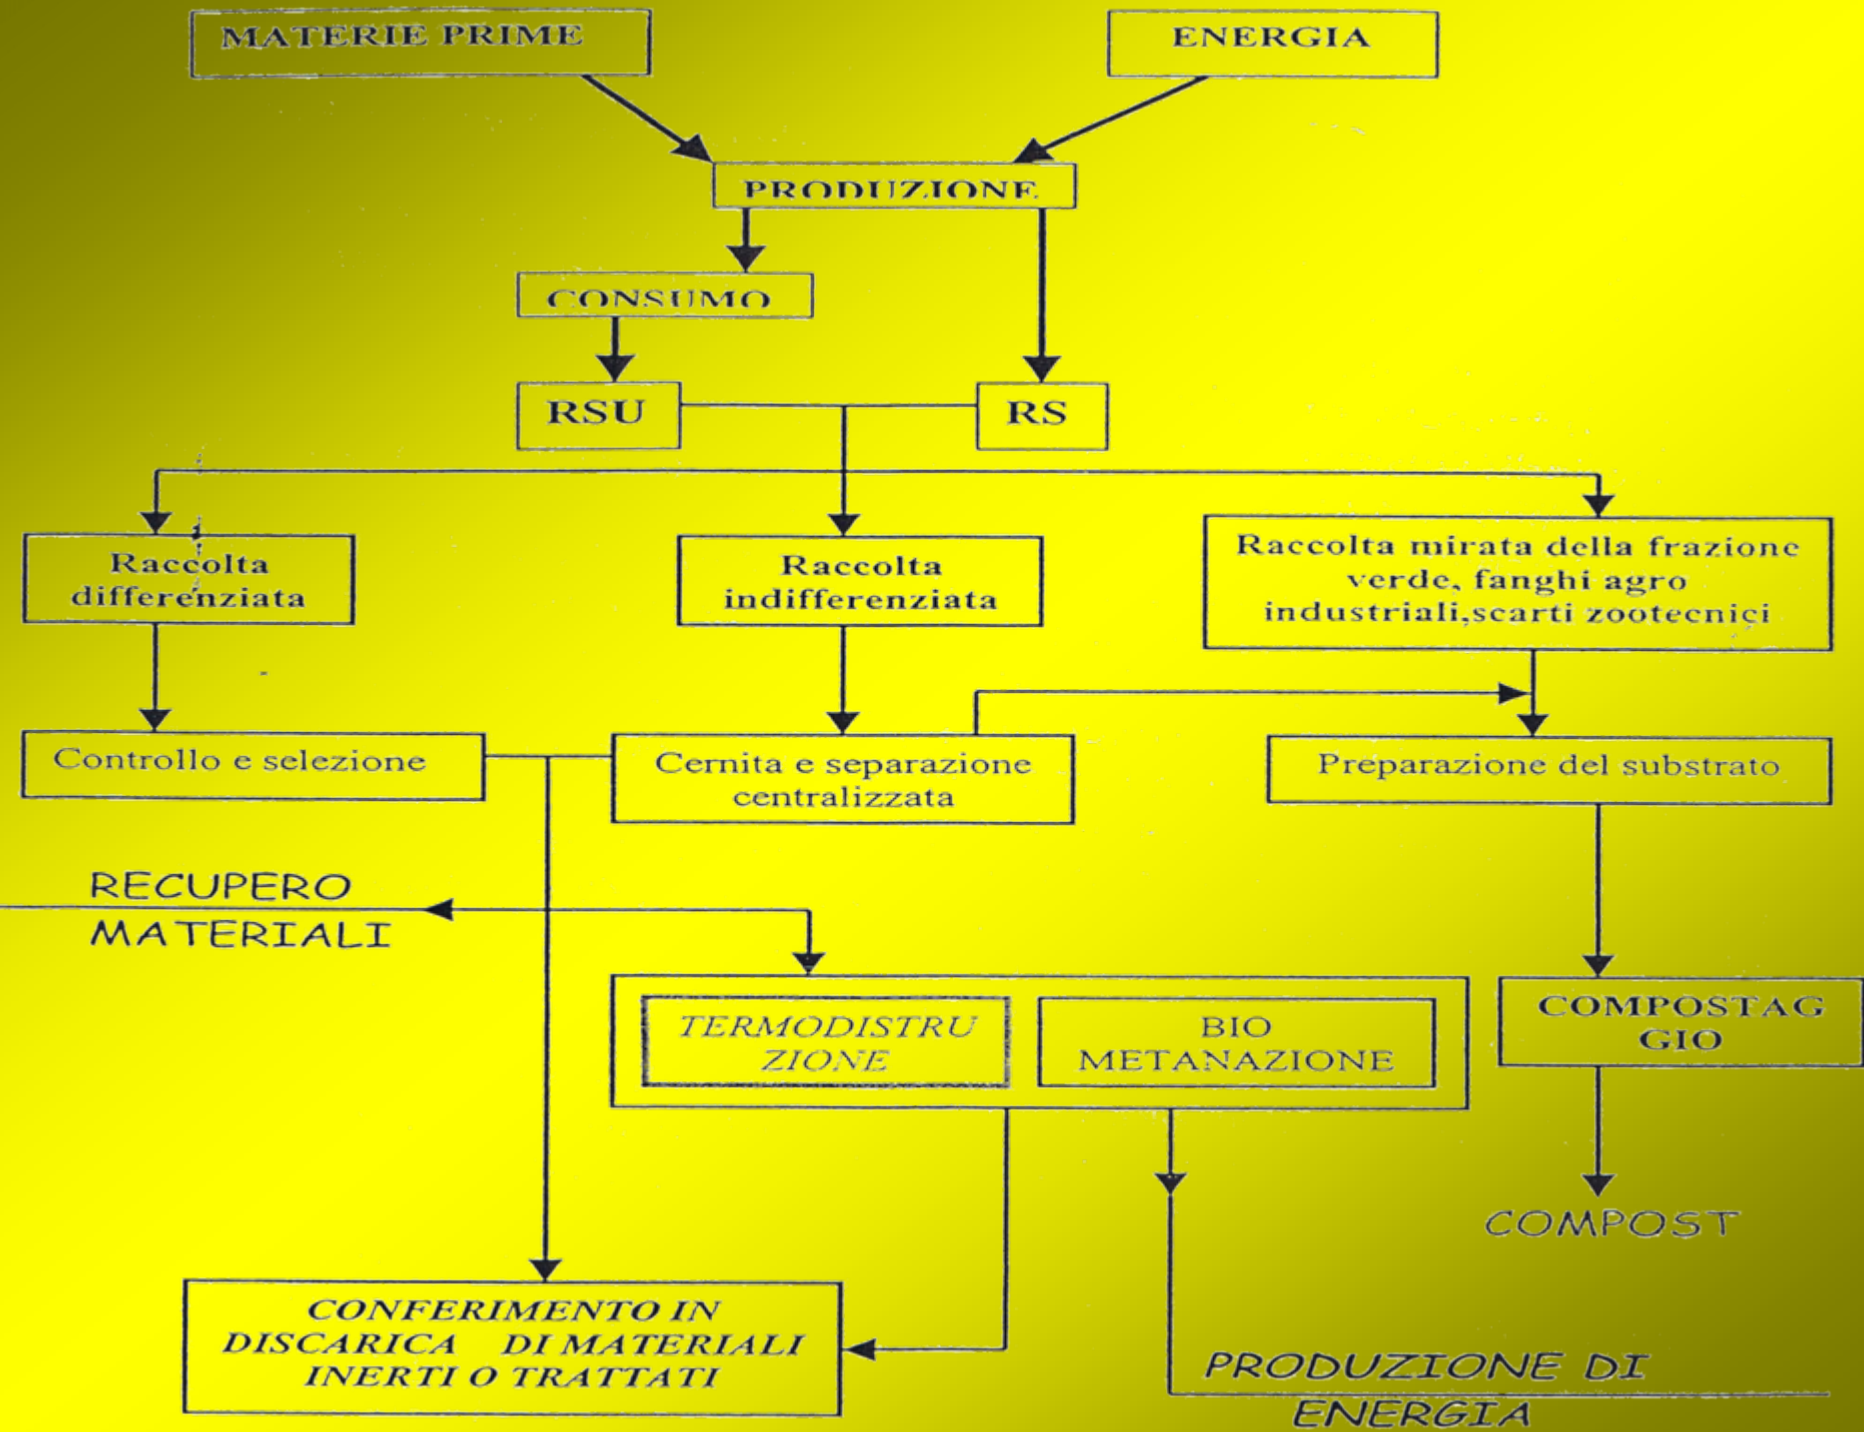 MATERIE PRIME
ENERGIA
PRODUZIONE
CONSUMO
RSU
RS
Raccolta
differenziata
Raccolta
indifferenziata
Raccolta mirata della frazione
verde, fanghi agro
industriali,scarti zootecnici
Controllo e selezione
Cernita e separazione
centralizzata
Preparazione del substrato
RECUPERO
MATERIALI
TERMODISTRU
ZIONE
BIO
METANAZIONE
COMPOSTAG
GIO
COMPOST
CONFERIMENTO IN
DISCARICA DI MATERIALI
INERTI O TRATTATI
PRODUZIONE DI
ENERGIA